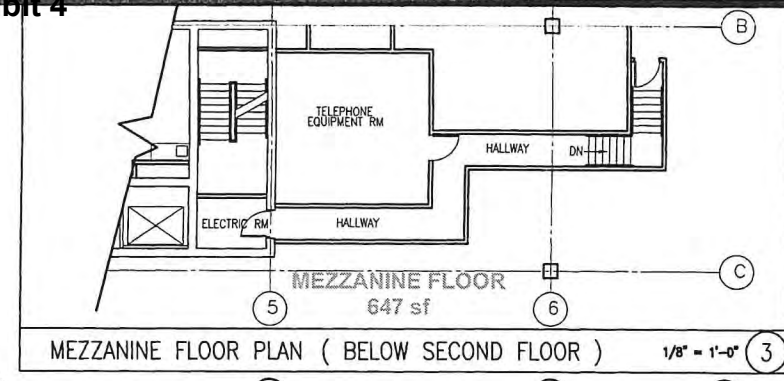 bit 4
B
TELEPHONE
EQUIPMENT RM
HALLWAY
DN
ELECTRIC RM
HALLWAY
C
MEZZANINE FLOOR
647 sf
5
6
MEZZANINE FLOOR PLAN ( BELOW SECOND FLOOR )
1/8" = 1'-0"
3